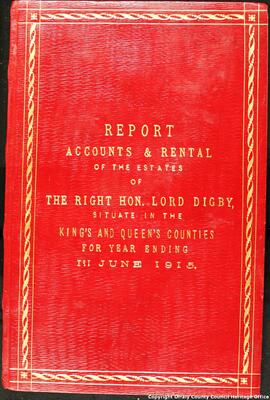 REPORT
ACCOUNTS & RENTAL
OF THE ESTATES
OF
THE RIGHT HON. LORD DIGBY,
SITUATE IN THE
KING'S AND QUEEN'S COUNTIES
FOR YEAR ENDING
1ST JUNE 1915.
Copyright Offaly County Council Heritage Office